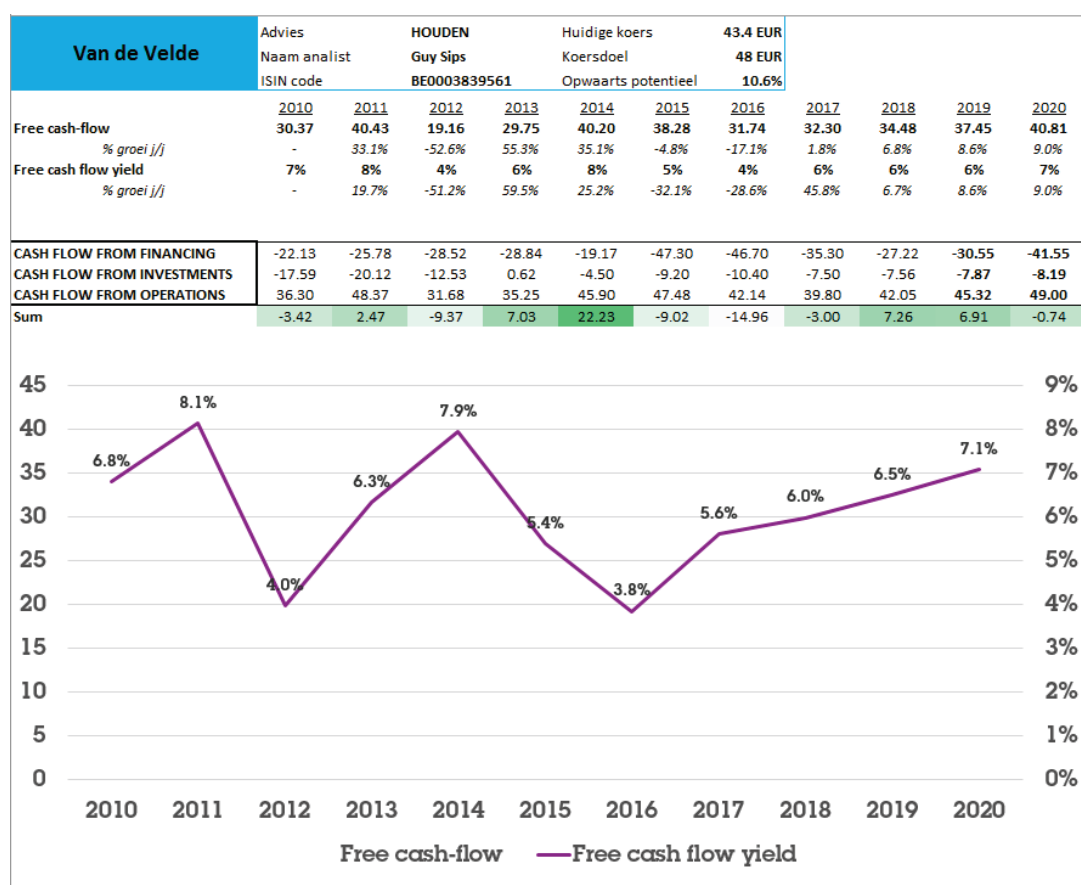 Van de Velde
Advies HOUDEN Huidige koers 43.4 EUR
Naam analist Guy Sips Koersdoel 48 EUR
ISIN code BE0003839561 Opwaarts potentieel 10.6%
2010 2011 2012 2013 2014 2015 2016 2017 2018 2019 2020
Free cash-flow 30.37 40.43 19.16 29.75 40.20 38.28 31.74 32.30 34.48 37.45 40.81
% groei j/j - 33.1% -52.6% 55.3% 35.1% -4.8% -17.1% 1.8% 6.8% 8.6% 9.0%
Free cash flow yield 7% 8% 4% 6% 8% 5% 4% 6% 6% 6% 7%
% groei j/j - 19.7% -51.2% 59.5% 25.2% -32.1% -28.6% 45.8% 6.7% 8.6% 9.0%
CASH FLOW FROM FINANCING -22.13 -25.78 -28.52 -28.84 -19.17 -47.30 -46.70 -35.30 -27.22 -30.55 -41.55
CASH FLOW FROM INVESTMENTS -17.59 -20.12 -12.53 0.62 -4.50 -9.20 -10.40 -7.50 -7.56 -7.87 -8.19
CASH FLOW FROM OPERATIONS 36.30 48.37 31.68 35.25 45.90 47.48 42.14 39.80 42.05 45.32 49.00
Sum -3.42 2.47 -9.37 7.03 22.23 -9.02 -14.96 -3.00 7.26 6.91 -0.74
45 9%
40 8%
35 7%
30 6%
25 5%
20 4%
15 3%
10 2%
5 1%
0 0%
6.8% 8.1% 4.0% 6.3% 7.9% 5.4% 3.8% 5.6% 6.0% 6.5% 7.1%
2010 2011 2012 2013 2014 2015 2016 2017 2018 2019 2020
Free cash-flow Free cash flow yield